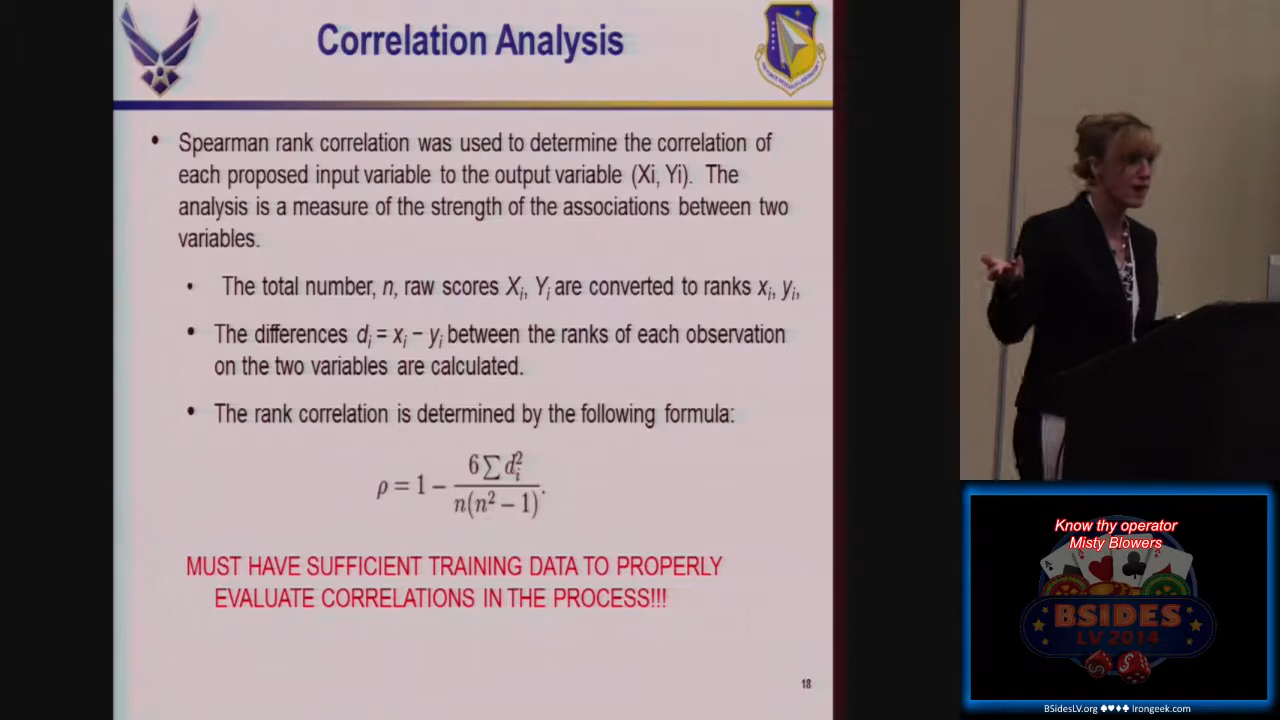 Correlation Analysis
• Spearman rank correlation was used to determine the correlation of
each proposed input variable to the output variable (Xi, Yi). The
analysis is a measure of the strength of the associations between two
variables.
• The total number, n, raw scores Xi, Yi are converted to ranks xi, yi,
• The differences di = xi − yi between the ranks of each observation
on the two variables are calculated.
• The rank correlation is determined by the following formula:
ρ = 1 − 6∑di²/n(n² − 1).
MUST HAVE SUFFICIENT TRAINING DATA TO PROPERLY
EVALUATE CORRELATIONS IN THE PROCESS!!!
18
Know thy operator
Misty Blowers
BSIDES
LV 2014
BSidesLV.org ♠♥♦♣ Irongeek.com